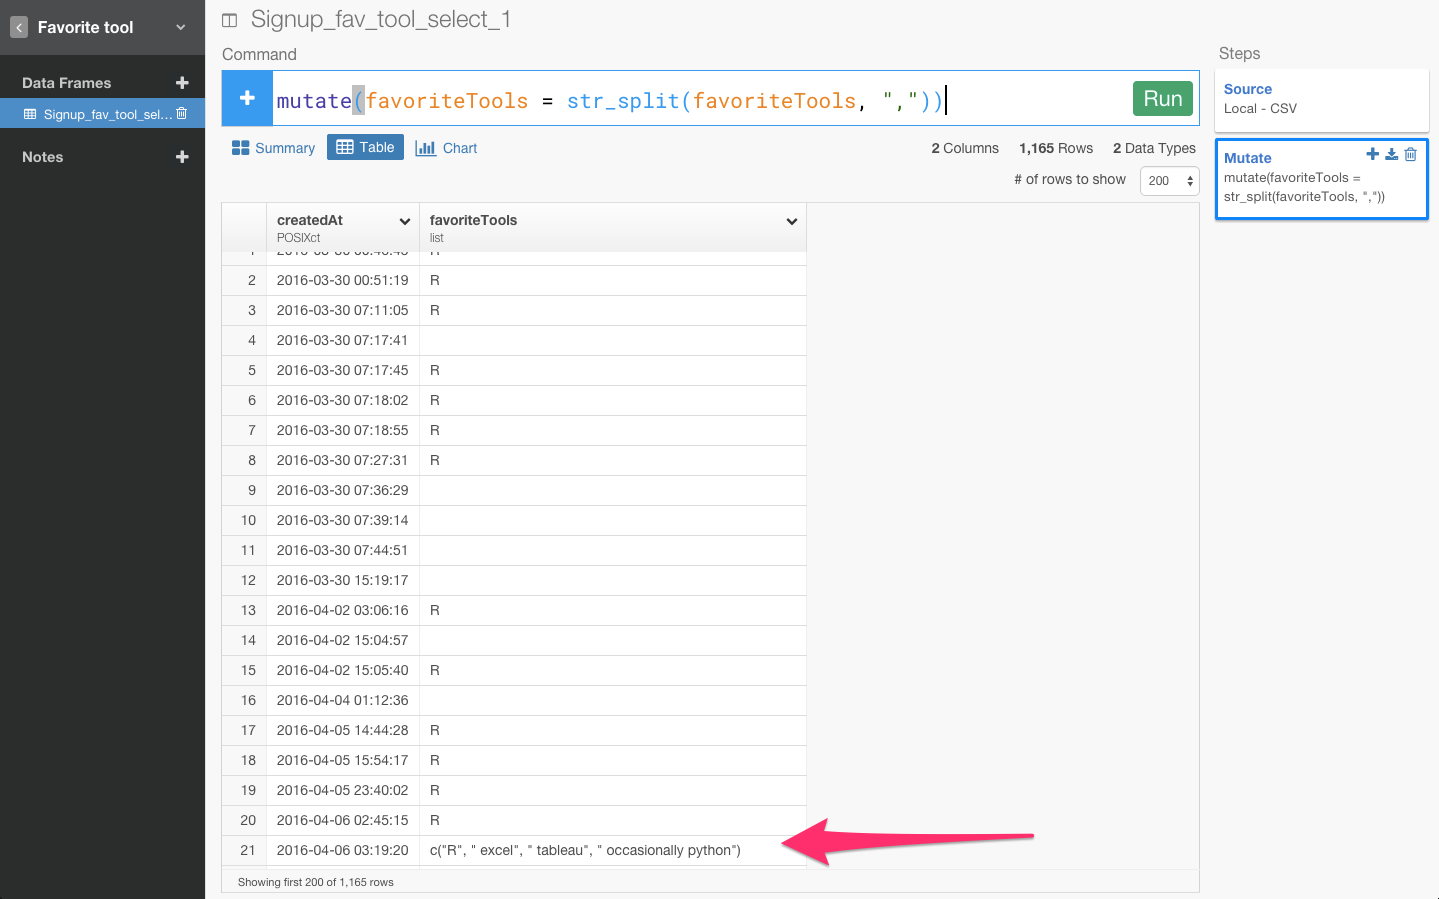 Favorite tool
Data Frames
Signup_fav_tool_sel...
Notes
Signup_fav_tool_select_1
Command
mutate(favoriteTools = str_split(favoriteTools, ","))
Run
Summary Table Chart
2 Columns 1,165 Rows 2 Data Types
# of rows to show 200
createdAt favoriteTools
POSIXct list
2 2016-03-30 00:51:19 R
3 2016-03-30 07:11:05 R
4 2016-03-30 07:17:41
5 2016-03-30 07:17:45 R
6 2016-03-30 07:18:02 R
7 2016-03-30 07:18:55 R
8 2016-03-30 07:27:31 R
9 2016-03-30 07:36:29
10 2016-03-30 07:39:14
11 2016-03-30 07:44:51
12 2016-03-30 15:19:17
13 2016-04-02 03:06:16 R
14 2016-04-02 15:04:57
15 2016-04-02 15:05:40 R
16 2016-04-04 01:12:36
17 2016-04-05 14:44:28 R
18 2016-04-05 15:54:17 R
19 2016-04-05 23:40:02 R
20 2016-04-06 02:45:15 R
21 2016-04-06 03:19:20 c("R", " excel", " tableau", " occasionally python")
Showing first 200 of 1,165 rows
Steps
Source
Local - CSV
Mutate
mutate(favoriteTools =
str_split(favoriteTools, ","))